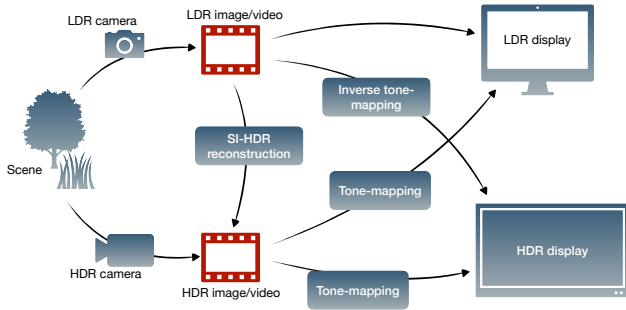 LDR camera
LDR image/video
LDR display
Inverse tone-
mapping
SI-HDR
reconstruction
Scene
Tone-mapping
HDR display
HDR camera
HDR image/video
Tone-mapping